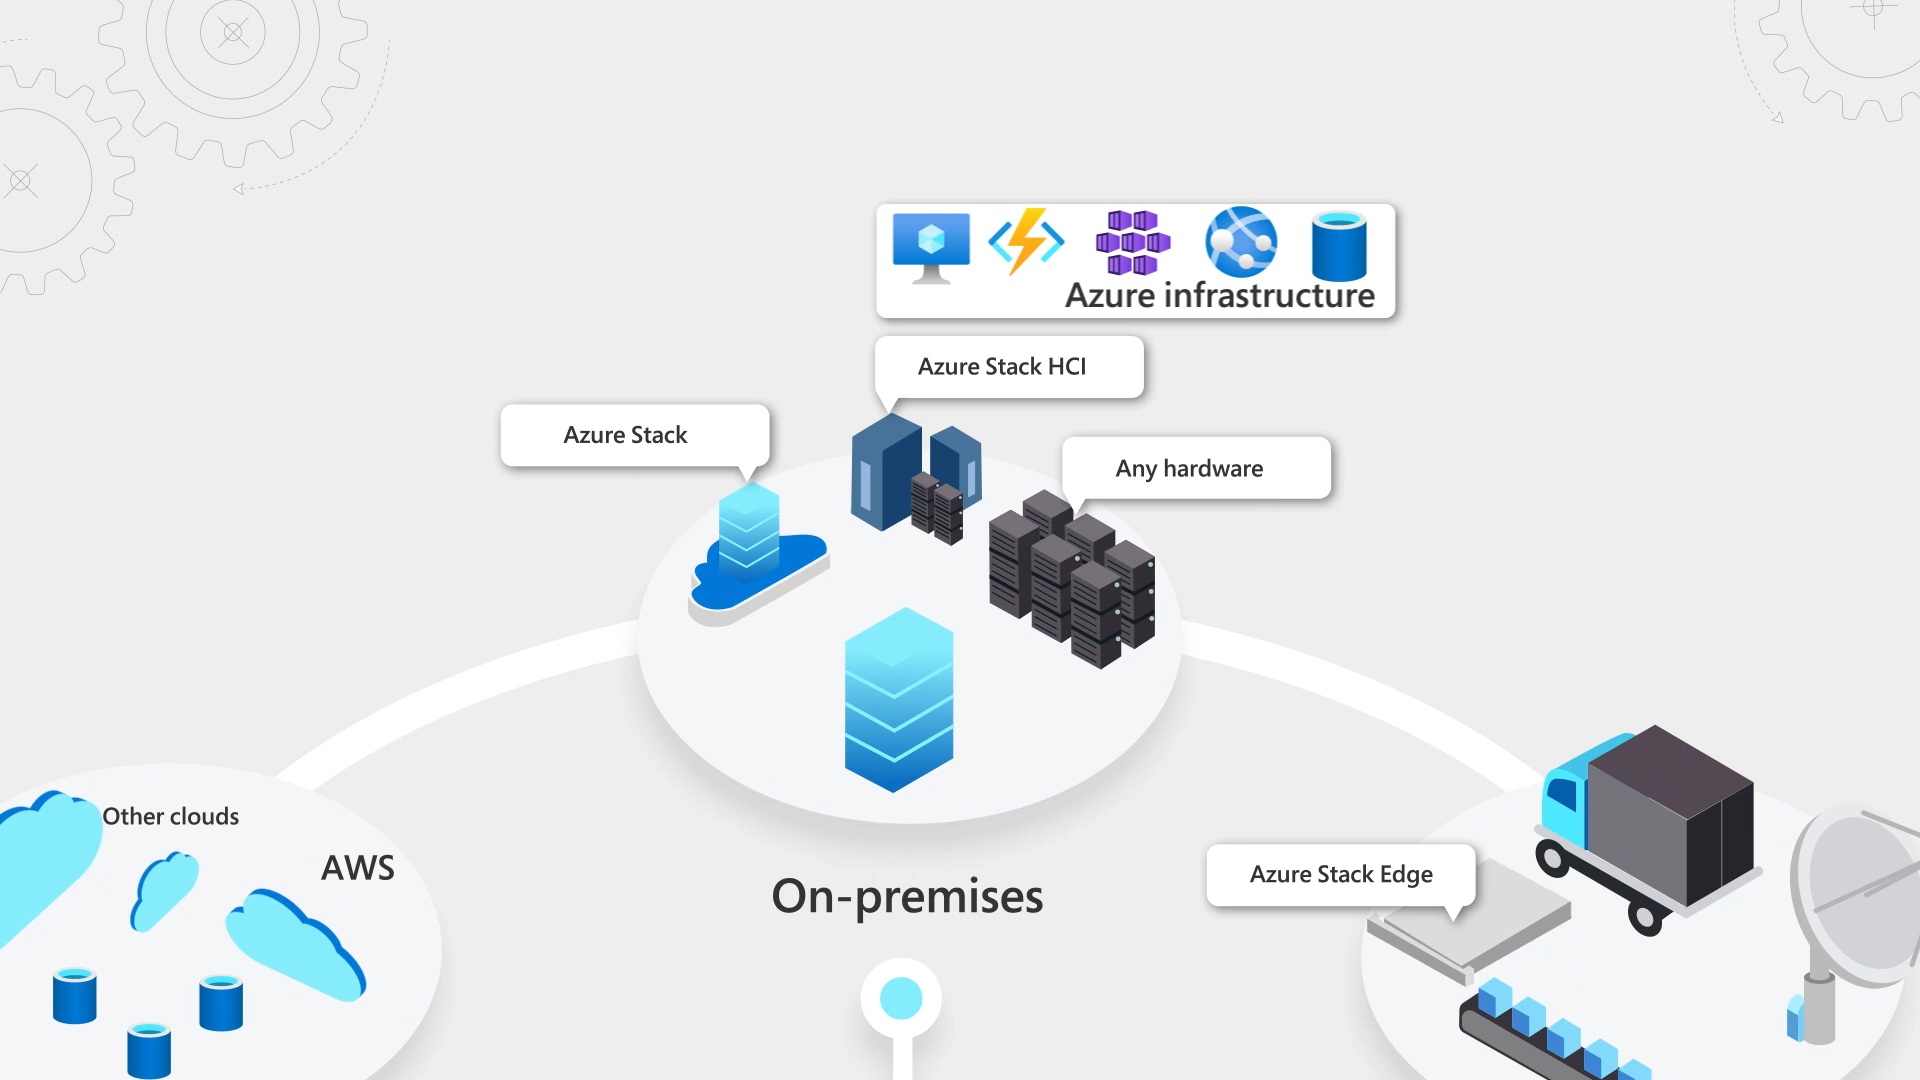 Azure infrastructure
Azure Stack HCI
Azure Stack
Any hardware
Other clouds
AWS
On-premises
Azure Stack Edge